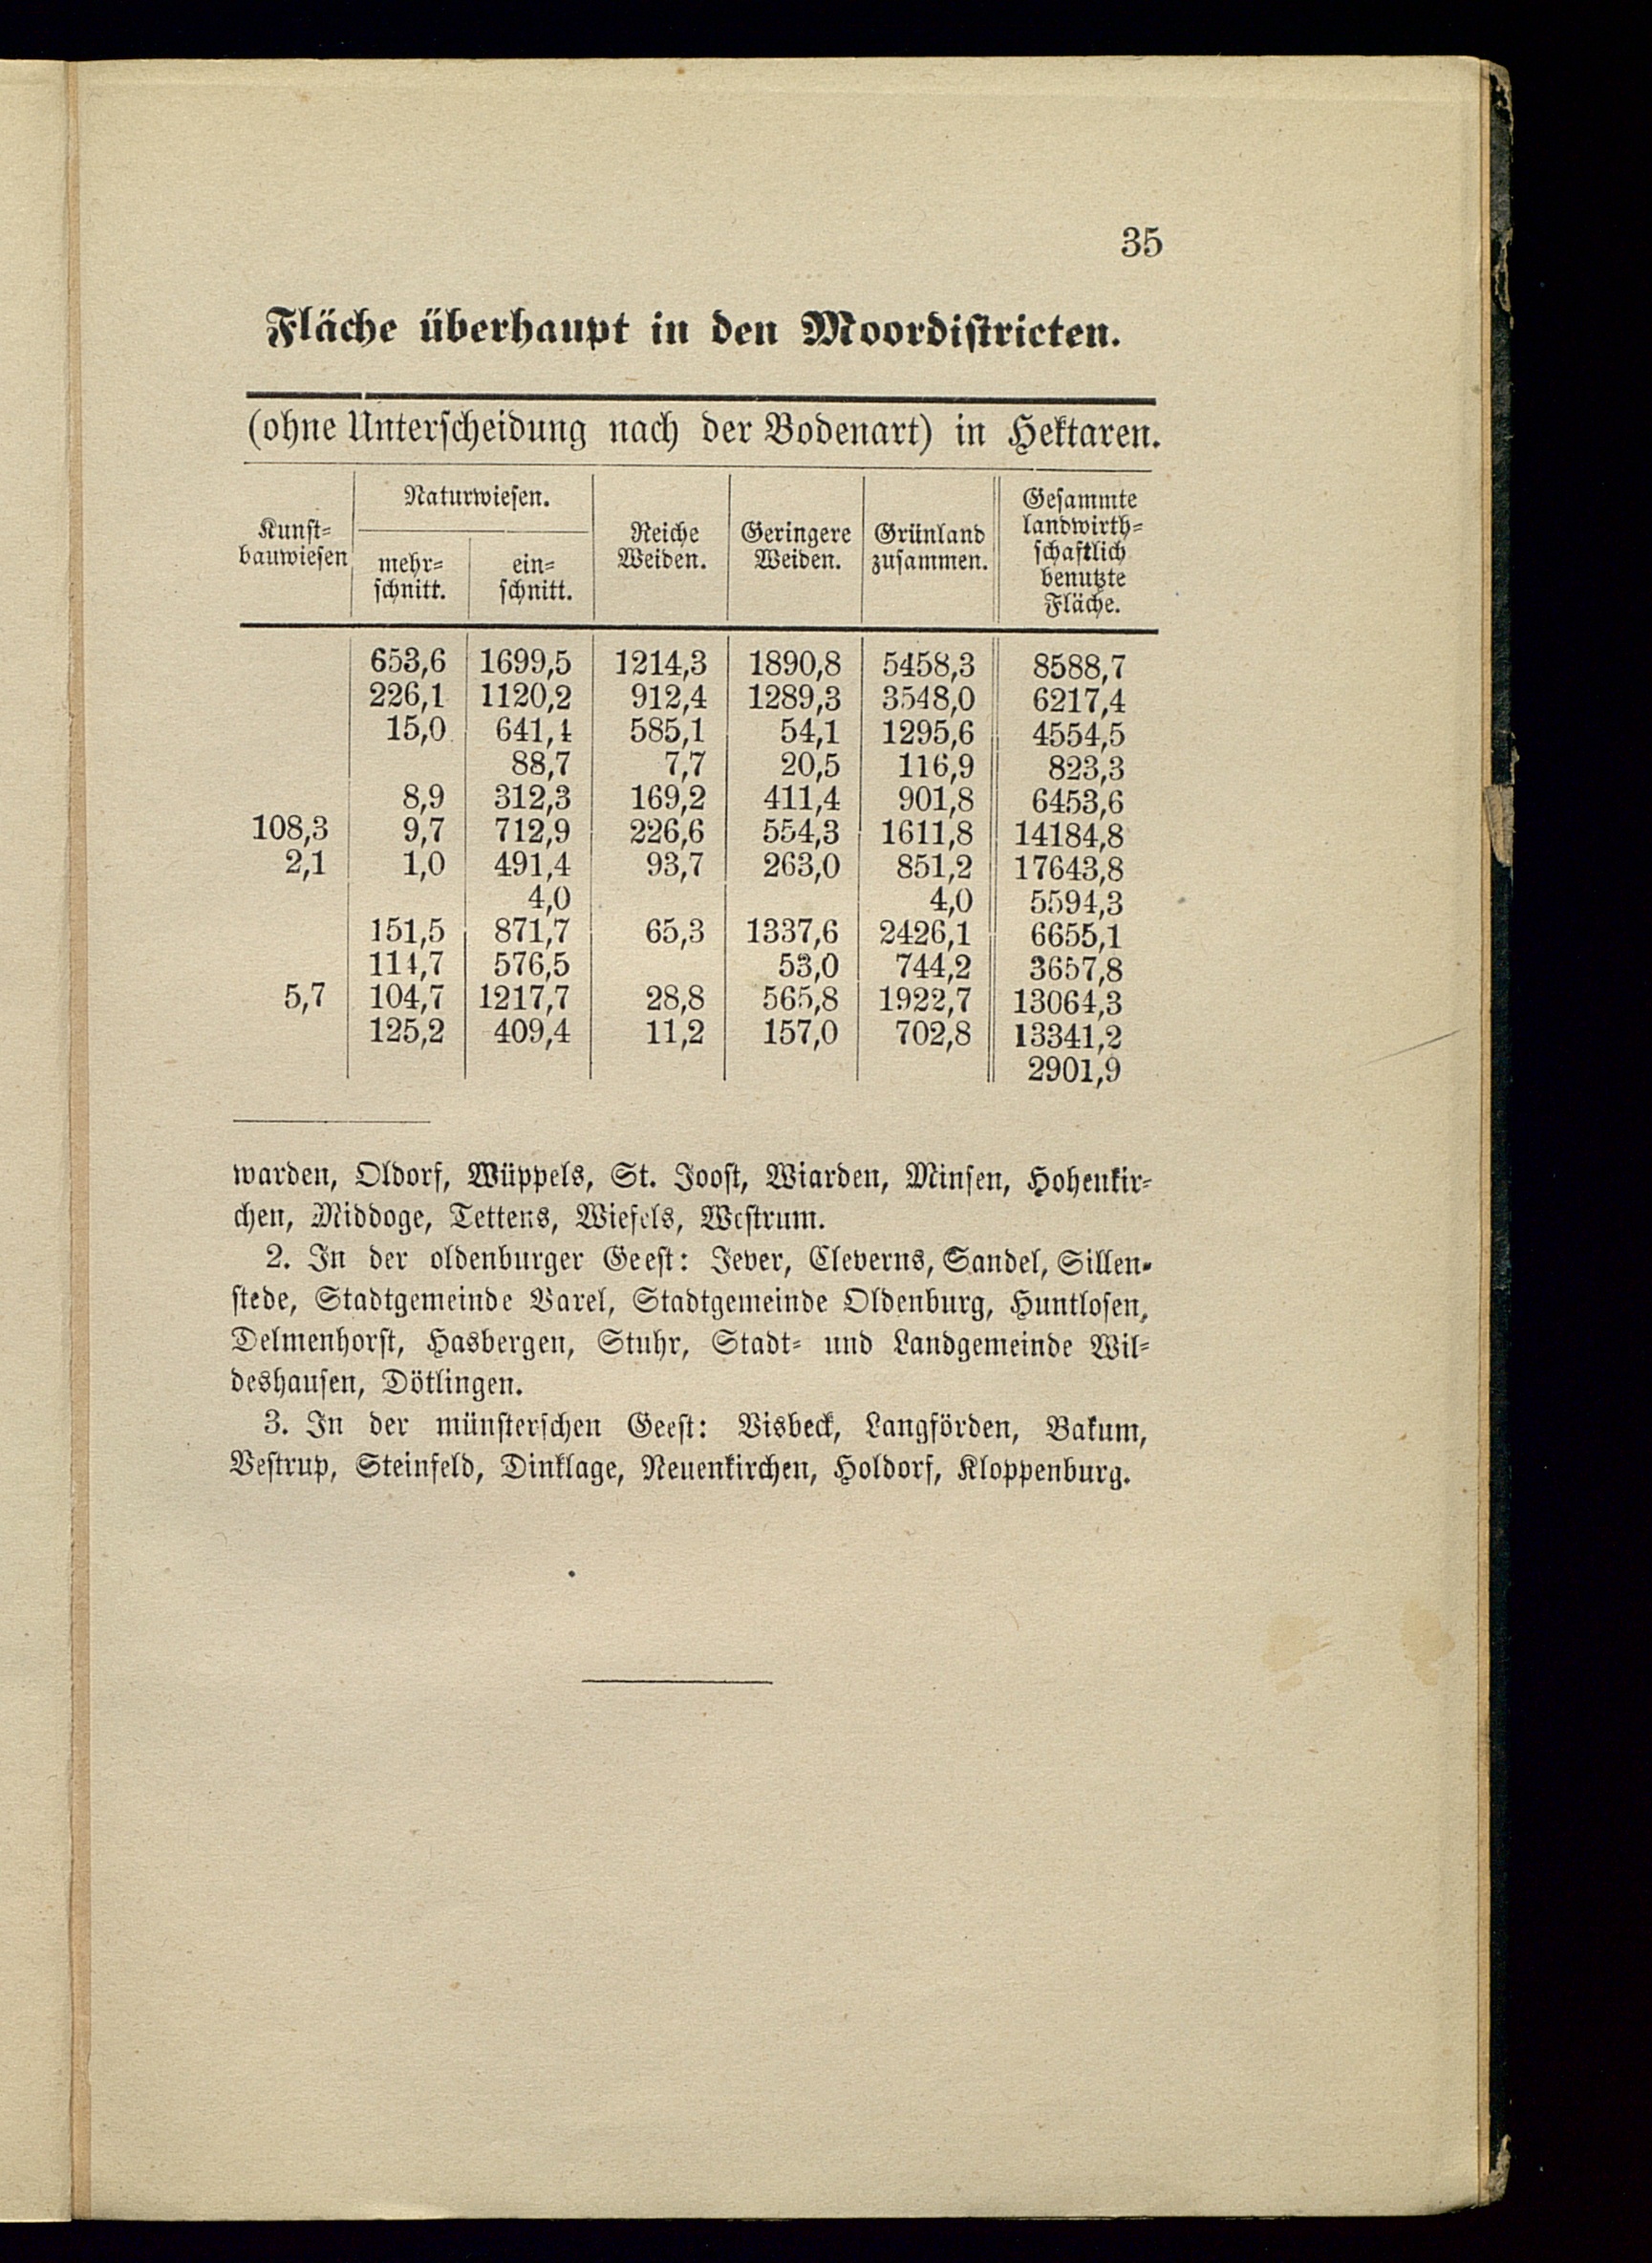 35
Fläche überhaupt in den Moordistricten.
(ohne Unterscheidung nach der Bodenart) in Hektaren.
Kunst=
bauwiesen
Naturwiesen.
mehr=
schnitt.
ein=
schnitt.
Reiche
Weiden.
Geringere
Weiden.
Grünland
zusammen.
Gesammte
landwirth=
schaftlich
benutzte
Fläche.
653,6 1699,5 1214,3 1890,8 5458,3 8588,7
226,1 1120,2 912,4 1289,3 3548,0 6217,4
15,0 641,4 585,1 54,1 1295,6 4554,5
88,7 7,7 20,5 116,9 823,3
8,9 312,3 169,2 411,4 901,8 6453,6
108,3 9,7 712,9 226,6 554,3 1611,8 14184,8
2,1 1,0 491,4 93,7 263,0 851,2 17643,8
4,0 4,0 5594,3
151,5 871,7 65,3 1337,6 2426,1 6655,1
114,7 576,5 53,0 744,2 3657,8
5,7 104,7 1217,7 28,8 565,8 1922,7 13064,3
125,2 409,4 11,2 157,0 702,8 13341,2
2901,9
warden, Oldorf, Wüppels, St. Joost, Wiarden, Minsen, Hohenkir=
chen, Middoge, Tettens, Wiefels, Westrum.
2. In der oldenburger Geest: Jever, Cleverns, Sandel, Sillen=
stede, Stadtgemeinde Varel, Stadtgemeinde Oldenburg, Huntlosen,
Delmenhorst, Hasbergen, Stuhr, Stadt= und Landgemeinde Wil=
deshausen, Dötlingen.
3. In der münsterschen Geest: Visbeck, Langförden, Bakum,
Vestrup, Steinfeld, Dinklage, Neuenkirchen, Holdorf, Kloppenburg.